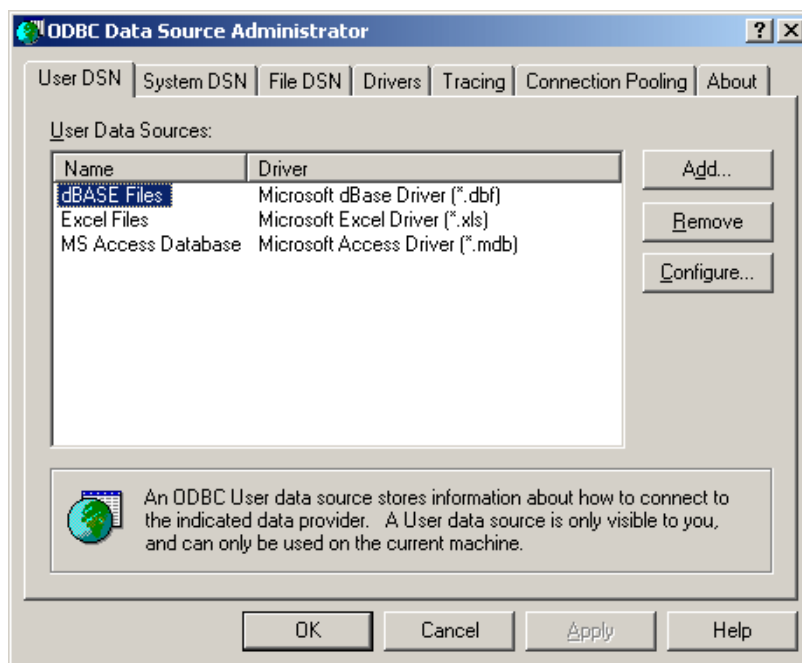 ODBC Data Source Administrator
User DSN System DSN File DSN Drivers Tracing Connection Pooling About
User Data Sources:
Name Driver
dBASE Files Microsoft dBase Driver (*.dbf)
Excel Files Microsoft Excel Driver (*.xls)
MS Access Database Microsoft Access Driver (*.mdb)
Add...
Remove
Configure...
An ODBC User data source stores information about how to connect to
the indicated data provider. A User data source is only visible to you,
and can only be used on the current machine.
OK Cancel Apply Help